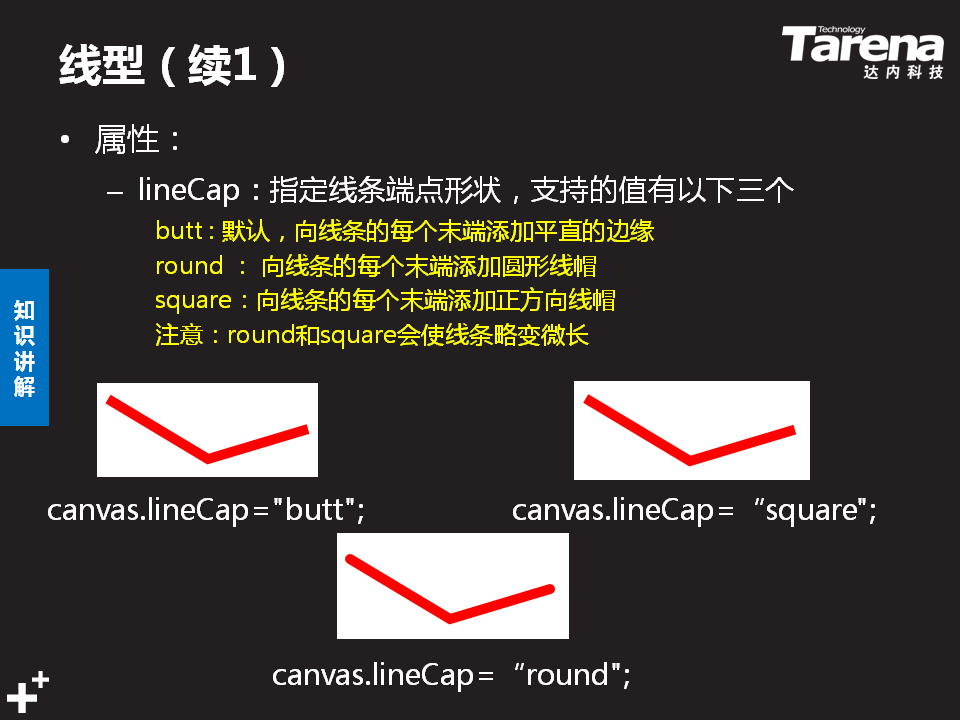 线型（续1）
Technology
Tarena
达内科技
• 属性：
– lineCap：指定线条端点形状，支持的值有以下三个
butt : 默认，向线条的每个末端添加平直的边缘
round ： 向线条的每个末端添加圆形线帽
square：向线条的每个末端添加正方向线帽
注意：round和square会使线条略变微长
知
识
讲
解
canvas.lineCap="butt";
canvas.lineCap=“square";
canvas.lineCap=“round";